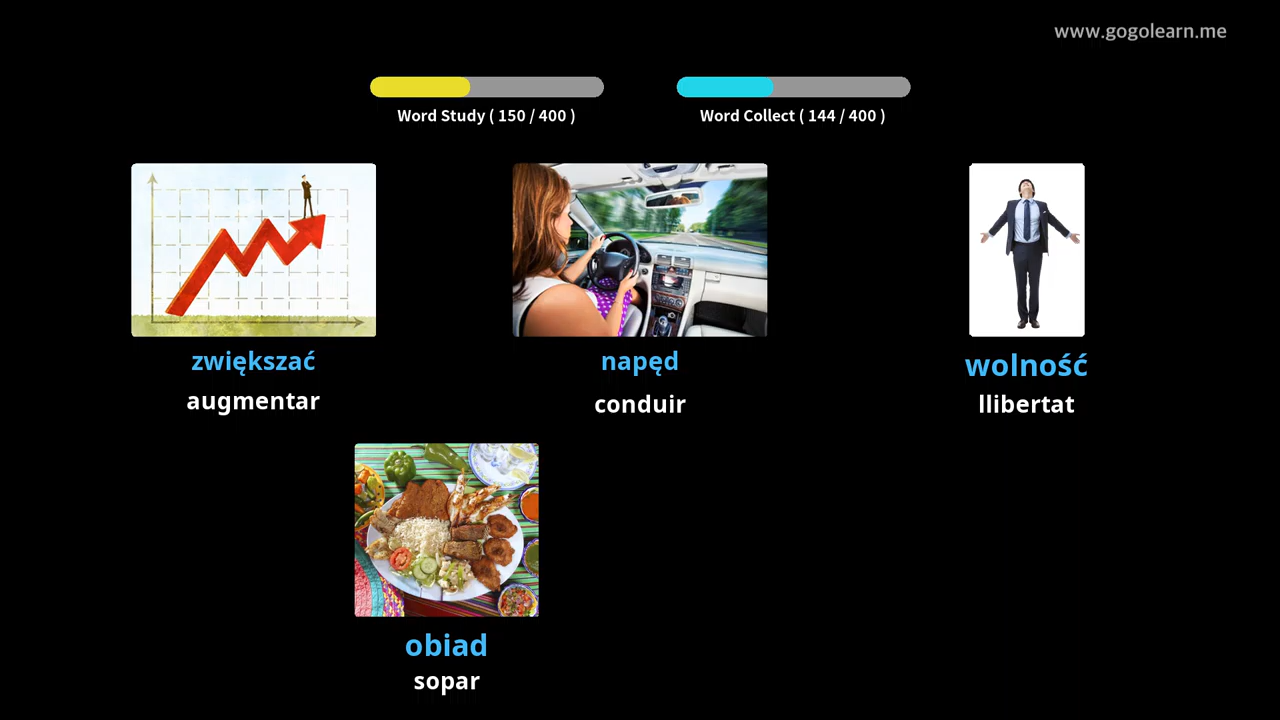 www.gogolearn.me
Word Study ( 150 / 400 )
Word Collect ( 144 / 400 )
zwiększać
augmentar
napęd
conduir
wolność
llibertat
obiad
sopar